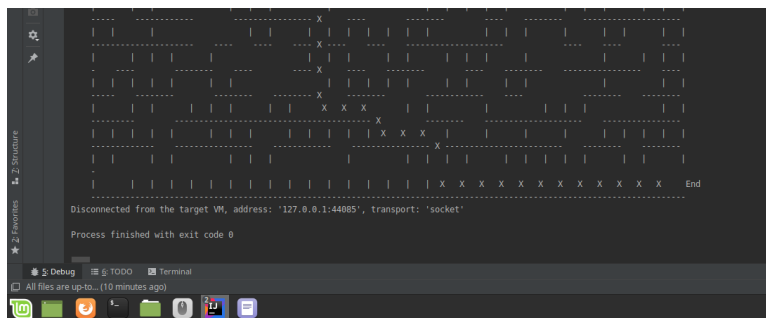 X
X
X
X
X X X
X
X X X
X
X X X X X X X X X X X X End
Disconnected from the target VM, address: '127.0.0.1:44085', transport: 'socket'
Process finished with exit code 0
Z: Structure
2: Favorites
5: Debug 6: TODO Terminal
All files are up-to... (10 minutes ago)